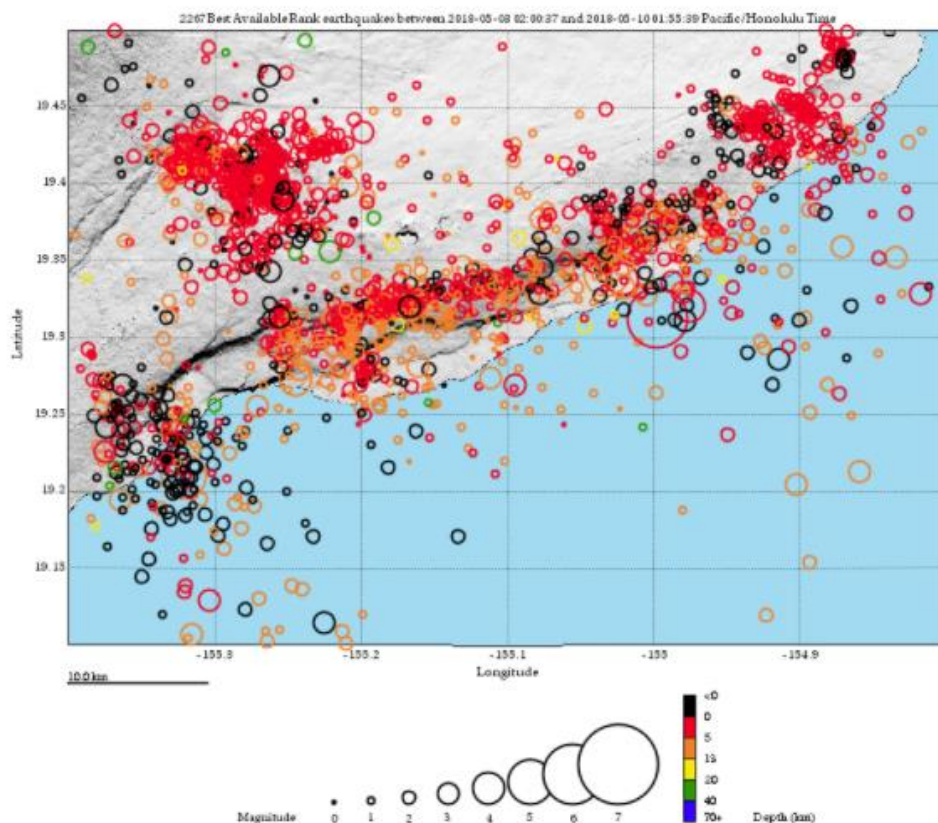 2267 Best Available Rank earthquakes between 2018-05-03 02:00:37 and 2018-05-10 01:55:39 Pacific/Honolulu Time
Latitude
19.45
19.4
19.35
19.3
19.25
19.2
19.15
-155.3 -155.2 -155.1 -155 -154.9
Longitude
10.0 km
<0
0
5
13
20
40
70+
Magnitude 0 1 2 3 4 5 6 7 Depth (km)